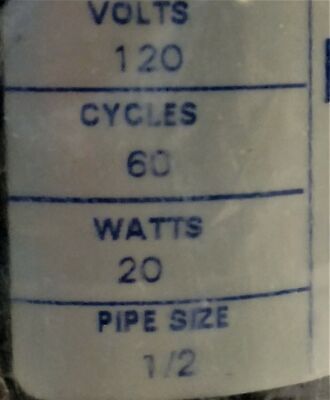 VOLTS
120
CYCLES
60
WATTS
20
PIPE SIZE
1/2